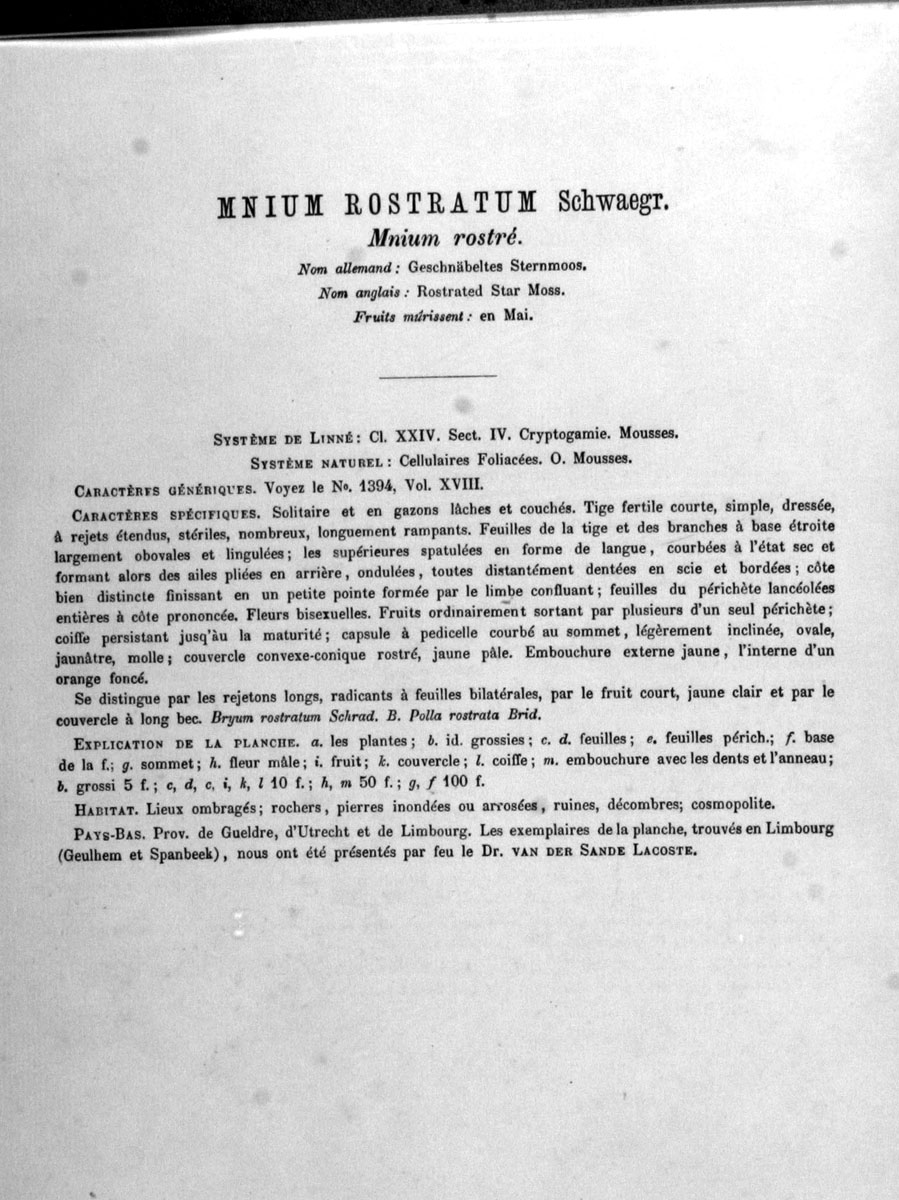 MNIUM ROSTRATUM Schwaegr.
Mnium rostré.
Nom allemand: Geschnäbeltes Sternmoos.
Nom anglais: Rostrated Star Moss.
Fruits múrissent: en Mai.
Système de Linné: Cl. XXIV. Sect. IV. Cryptogamie. Mousses.
Système naturel: Cellulaires Foliacées. O. Mousses.
Caractères génériques. Voyez le No. 1394, Vol. XVIII.
Caractères spécifiques. Solitaire et en gazons lâches et couchés. Tige fertile courte, simple, dressée,
à rejets étendus, stériles, nombreux, longuement rampants. Feuilles de la tige et des branches à base étroite
largement obovales et lingulées; les supérieures spatulées en forme de langue, courbées à l'état sec et
formant alors des ailes pliées en arrière, ondulées, toutes distantément dentées en scie et bordées; côte
bien distincte finissant en un petite pointe formée par le limbe confluant; feuilles du périchète lancéolées
entières à côte prononcée. Fleurs bisexuelles. Fruits ordinairement sortant par plusieurs d'un seul périchète;
coiffe persistant jusq'àu la maturité; capsule à pedicelle courbé au sommet, légèrement inclinée, ovale,
jaunâtre, molle; couvercle convexe-conique rostré, jaune pâle. Embouchure externe jaune, l'interne d'un
orange foncé.
Se distingue par les rejetons longs, radicants à feuilles bilatérales, par le fruit court, jaune clair et par le
couvercle à long bec. Bryum rostratum Schrad. B. Polla rostrata Brid.
Explication de la planche. a. les plantes; b. id. grossies; c. d. feuilles; e. feuilles périch.; f. base
de la f.; g. sommet; h. fleur mâle; i. fruit; k. couvercle; l. coiffe; m. embouchure avec les dents et l'anneau;
b. grossi 5 f.; c, d, c, i, k, l 10 f.; h, m 50 f.; g, f 100 f.
Habitat. Lieux ombragés; rochers, pierres inondées ou arrosées, ruines, décombres; cosmopolite.
Pays-Bas. Prov. de Gueldre, d'Utrecht et de Limbourg. Les exemplaires de la planche, trouvés en Limbourg
(Geulhem et Spanbeek), nous ont été présentés par feu le Dr. van der Sande Lacoste.